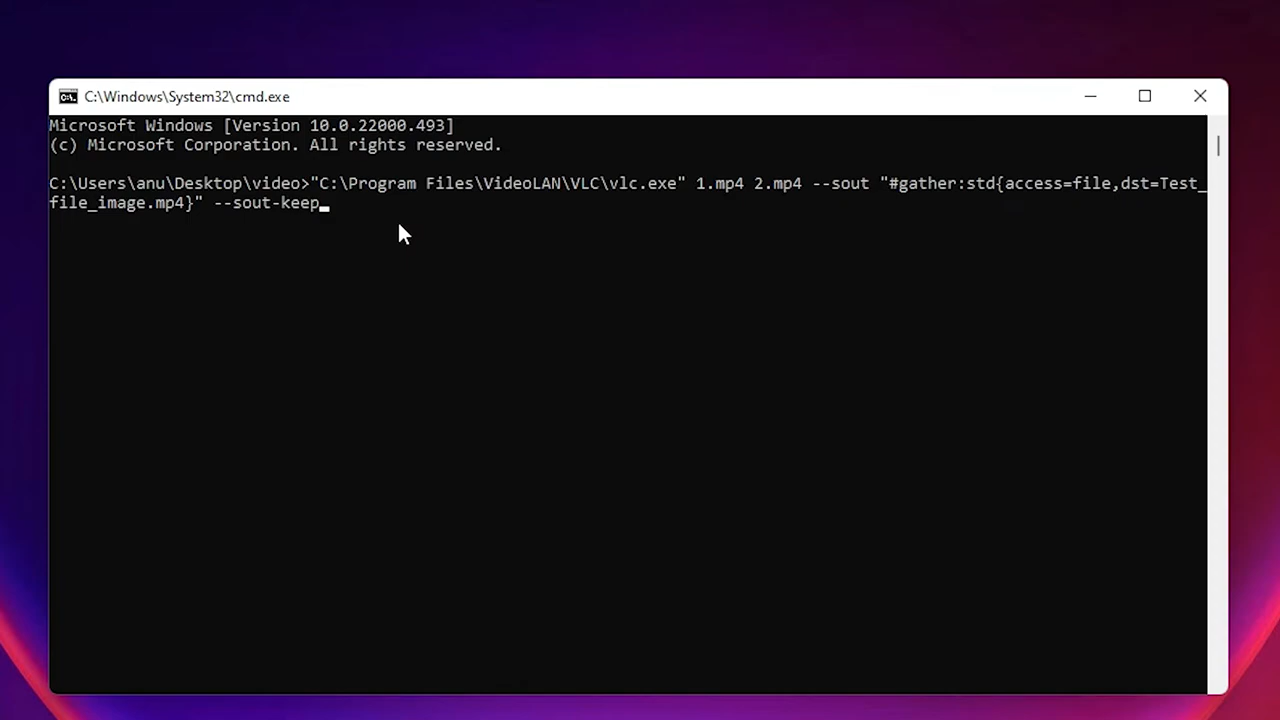 C:\Windows\System32\cmd.exe
Microsoft Windows [Version 10.0.22000.493]
(c) Microsoft Corporation. All rights reserved.
C:\Users\anu\Desktop\video>"C:\Program Files\VideoLAN\VLC\vlc.exe" 1.mp4 2.mp4 --sout "#gather:std{access=file,dst=Test_
file_image.mp4}" --sout-keep